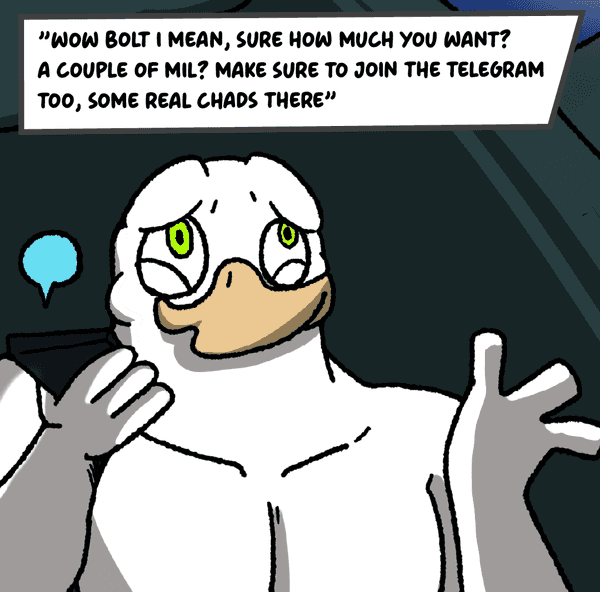 "WOW BOLT I MEAN, SURE HOW MUCH YOU WANT?
A COUPLE OF MIL? MAKE SURE TO JOIN THE TELEGRAM
TOO, SOME REAL CHADS THERE"